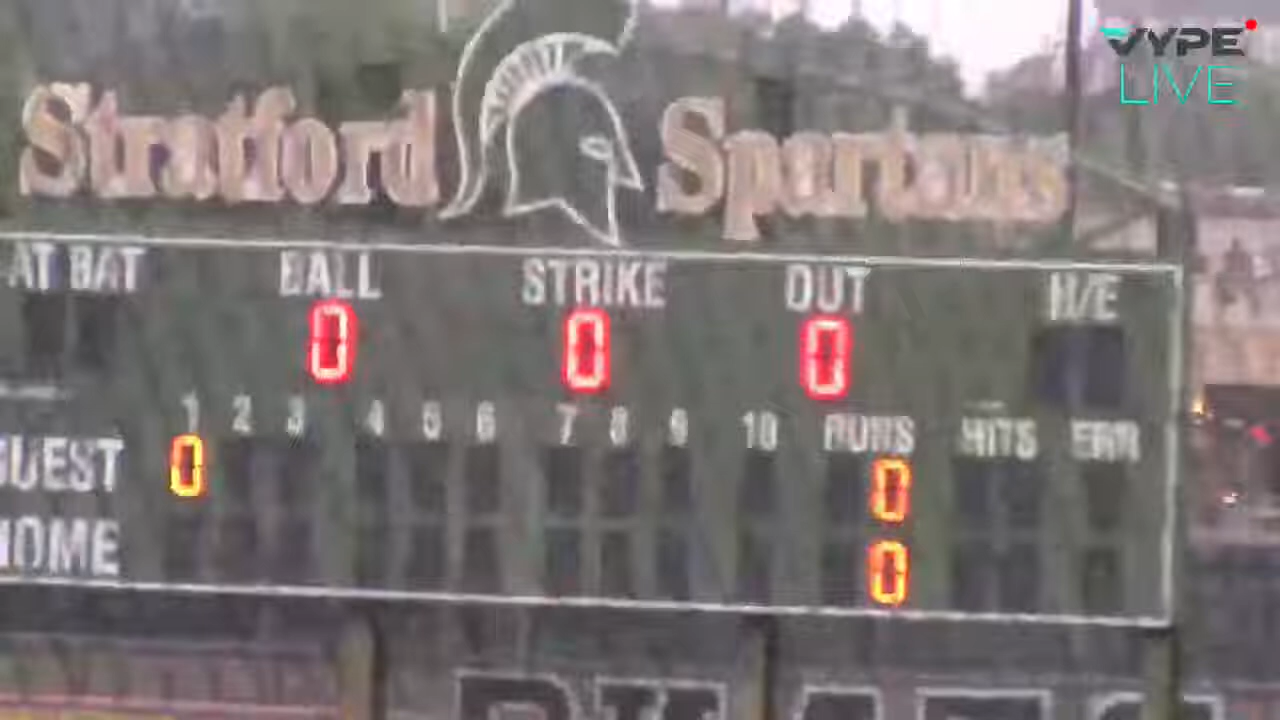 VYPE
LIVE
Stratford Spartans
AT BAT BALL STRIKE OUT H/E
0 0 0
1 2 3 4 5 6 7 8 9 10 RUNS HITS ERR
GUEST 0 0
HOME 0